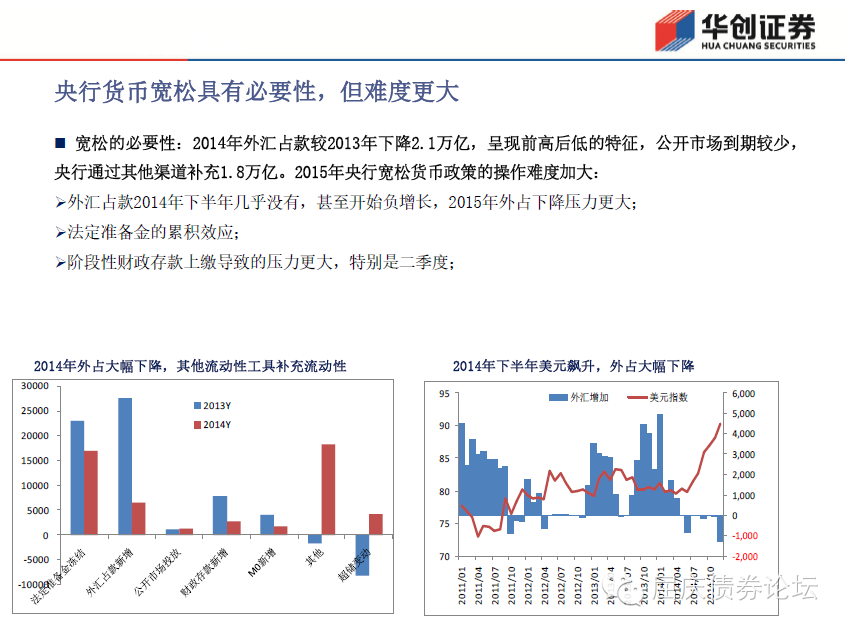 华创证券
HUA CHUANG SECURITIES
央行货币宽松具有必要性，但难度更大
■ 宽松的必要性：2014年外汇占款较2013年下降2.1万亿，呈现前高后低的特征，公开市场到期较少，
央行通过其他渠道补充1.8万亿。2015年央行宽松货币政策的操作难度加大：
➢外汇占款2014年下半年几乎没有，甚至开始负增长，2015年外占下降压力更大；
➢法定准备金的累积效应；
➢阶段性财政存款上缴导致的压力更大，特别是二季度；
2014年外占大幅下降，其他流动性工具补充流动性
30000
25000
20000
15000
10000
5000
0
-5000
-10000
2013Y
2014Y
法定准备金冻结
外汇占款新增
公开市场投放
财政存款新增
M0新增
其他
超储变动
2014年下半年美元飙升，外占大幅下降
外汇增加
美元指数
95
90
85
80
75
70
6,000
5,000
4,000
3,000
2,000
1,000
0
-1,000
-2,000
2011/01
2011/04
2011/07
2011/10
2012/01
2012/04
2012/07
2012/10
2013/01
2013/07
2013/10
2014/01
2014/04
2014/07
2014/10
屈庆债券论坛